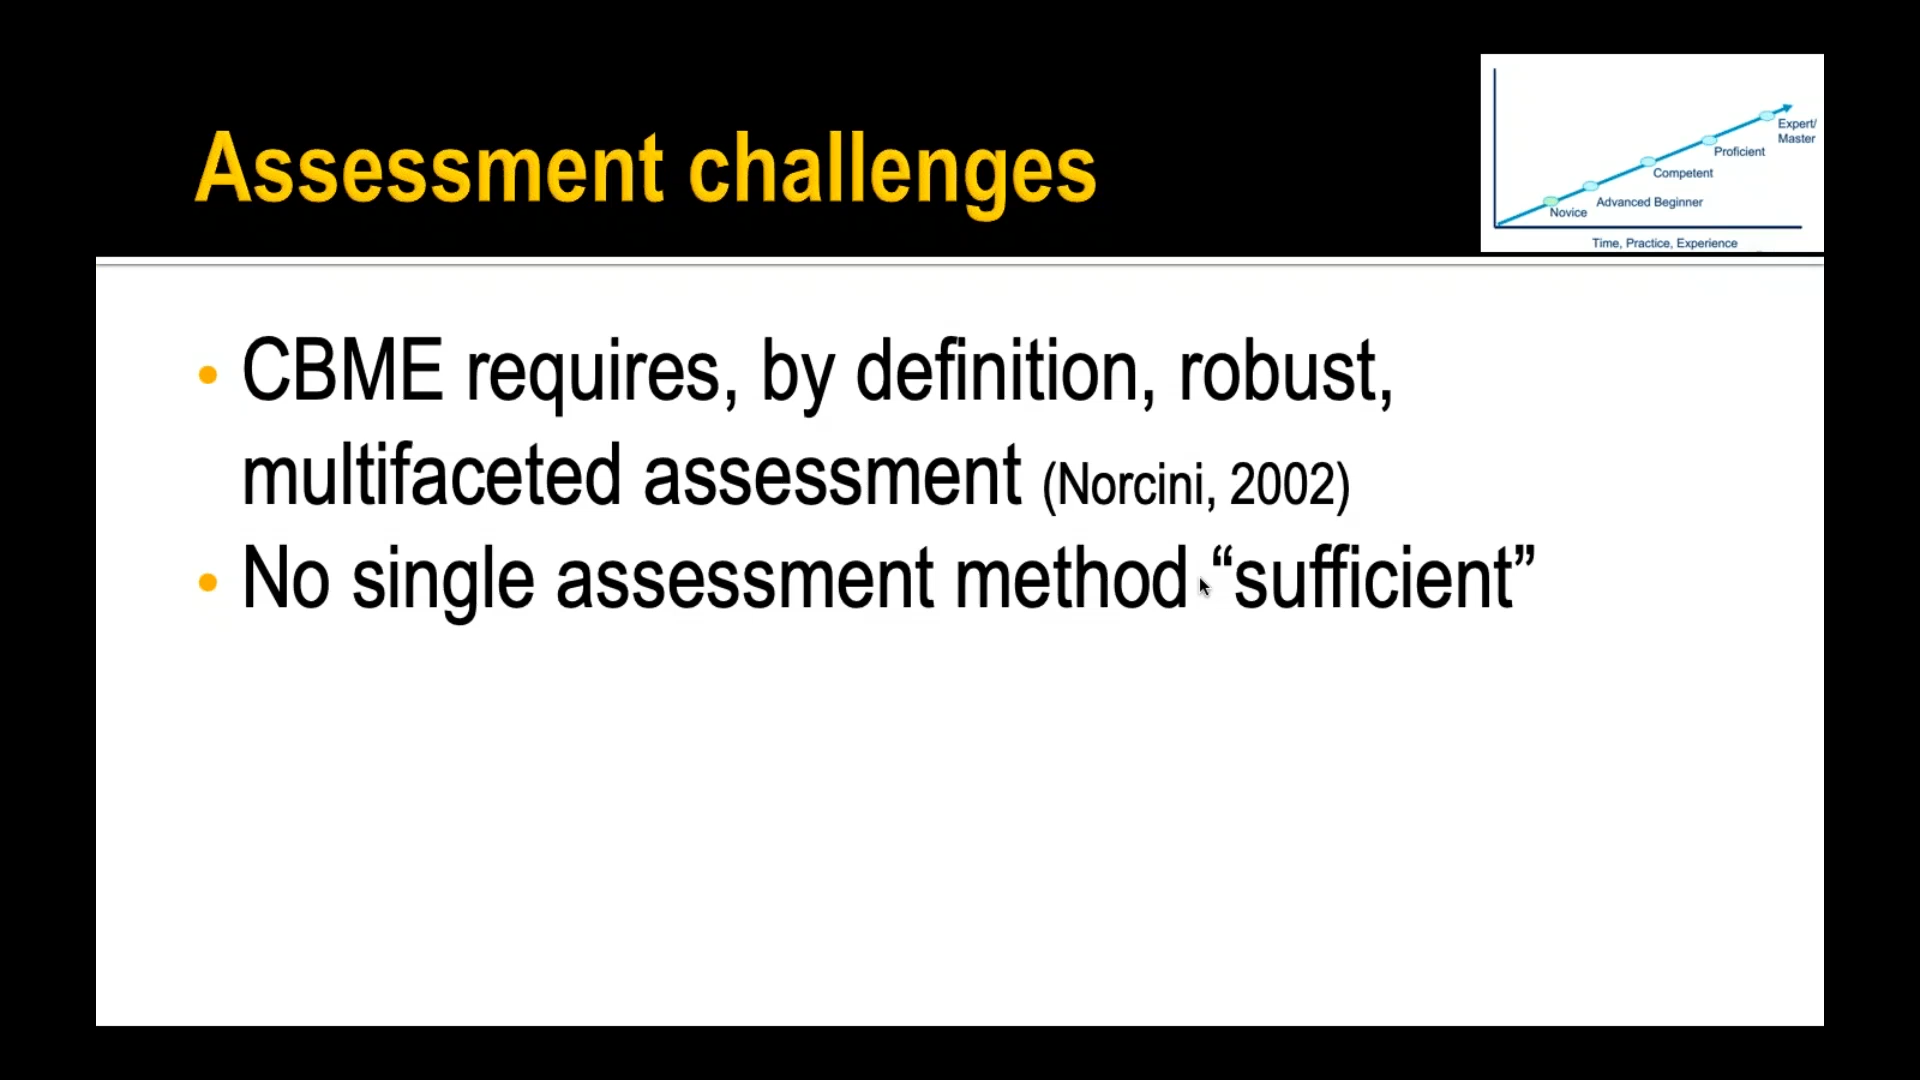 Assessment challenges
Expert/
Master
Proficient
Competent
Advanced Beginner
Novice
Time, Practice, Experience
• CBME requires, by definition, robust,
multifaceted assessment (Norcini, 2002)
• No single assessment method “sufficient”